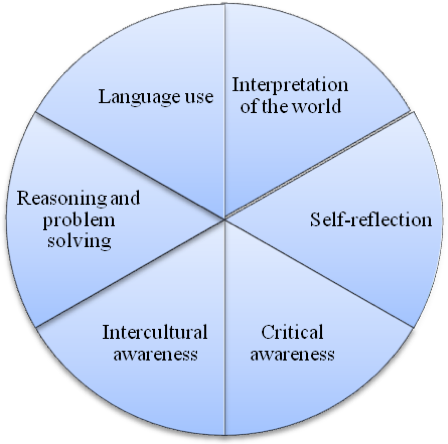 Language use
Interpretation
of the world
Reasoning and
problem
solving
Self-reflection
Intercultural
awareness
Critical
awareness